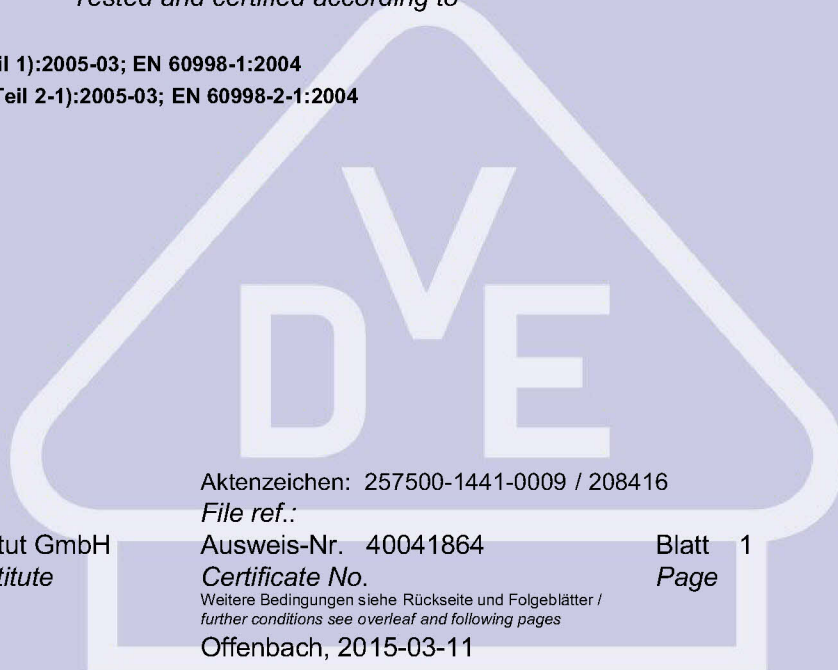 Tested and certified according to
il 1):2005-03; EN 60998-1:2004
Teil 2-1):2005-03; EN 60998-2-1:2004
VDE
Aktenzeichen: 257500-1441-0009 / 208416
File ref.:
tut GmbH Ausweis-Nr. 40041864 Blatt 1
titute Certificate No. Page
Weitere Bedingungen siehe Rückseite und Folgeblätter /
further conditions see overleaf and following pages
Offenbach, 2015-03-11